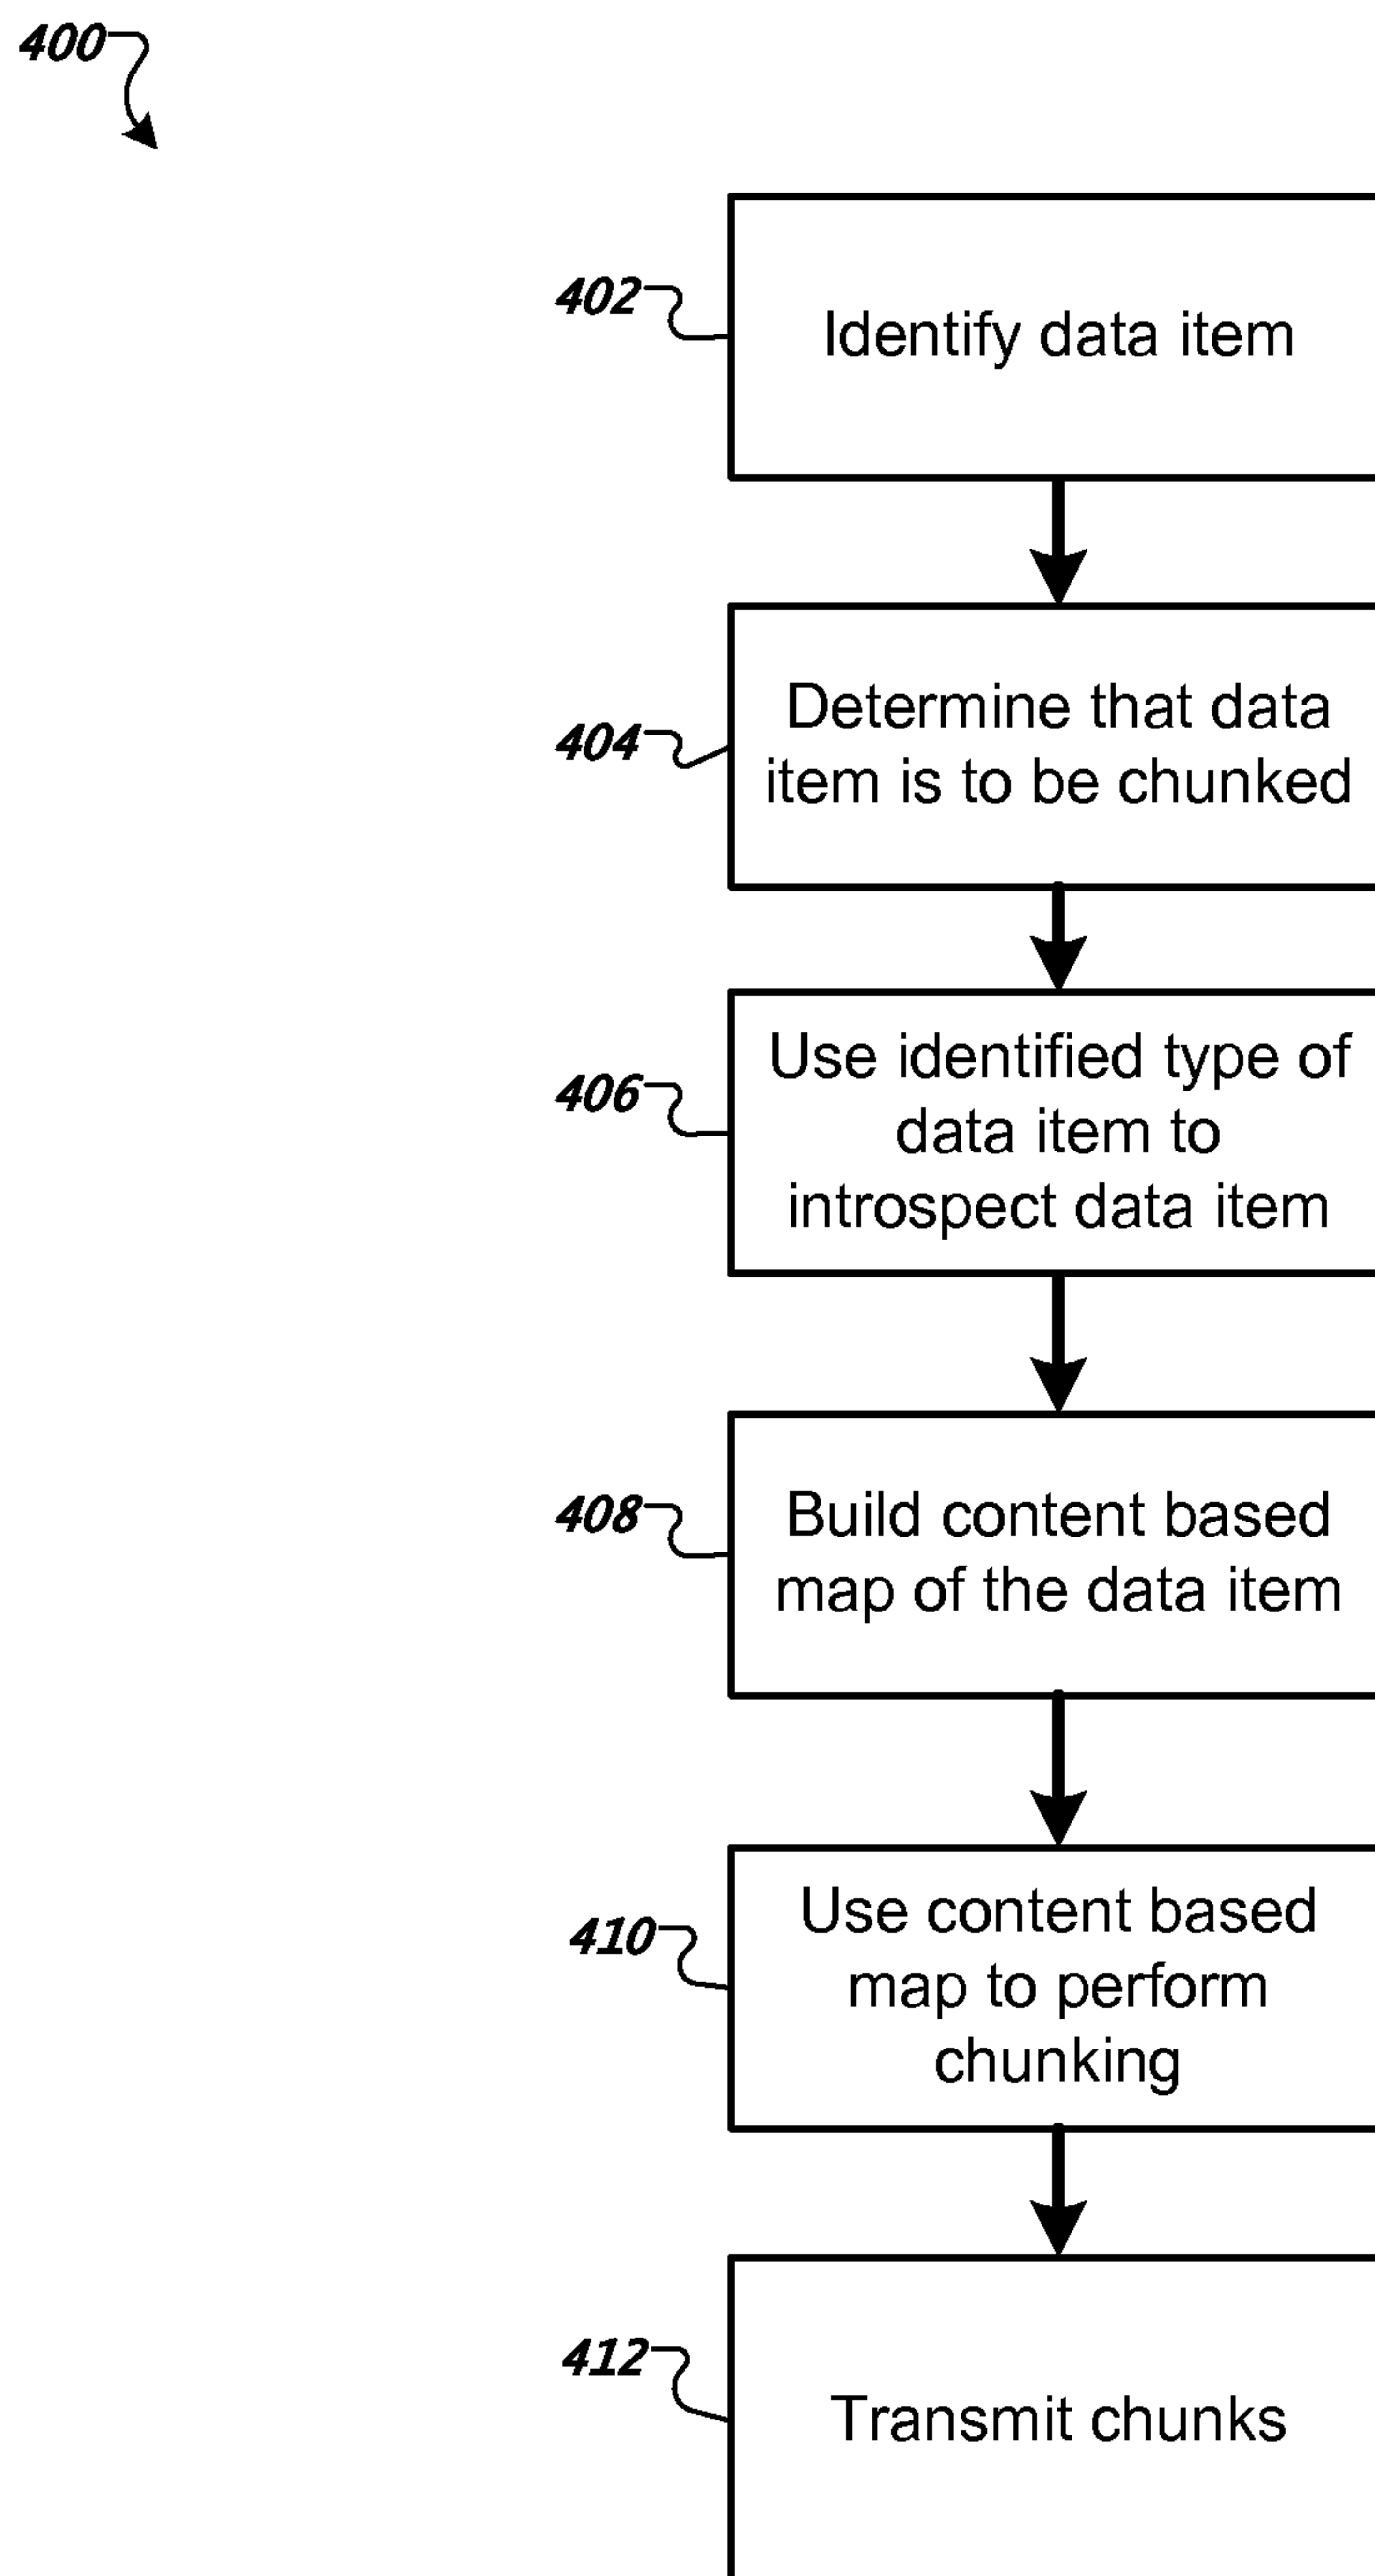 400
402
Identify data item
404
Determine that data
item is to be chunked
406
Use identified type of
data item to
introspect data item
408
Build content based
map of the data item
410
Use content based
map to perform
chunking
412
Transmit chunks